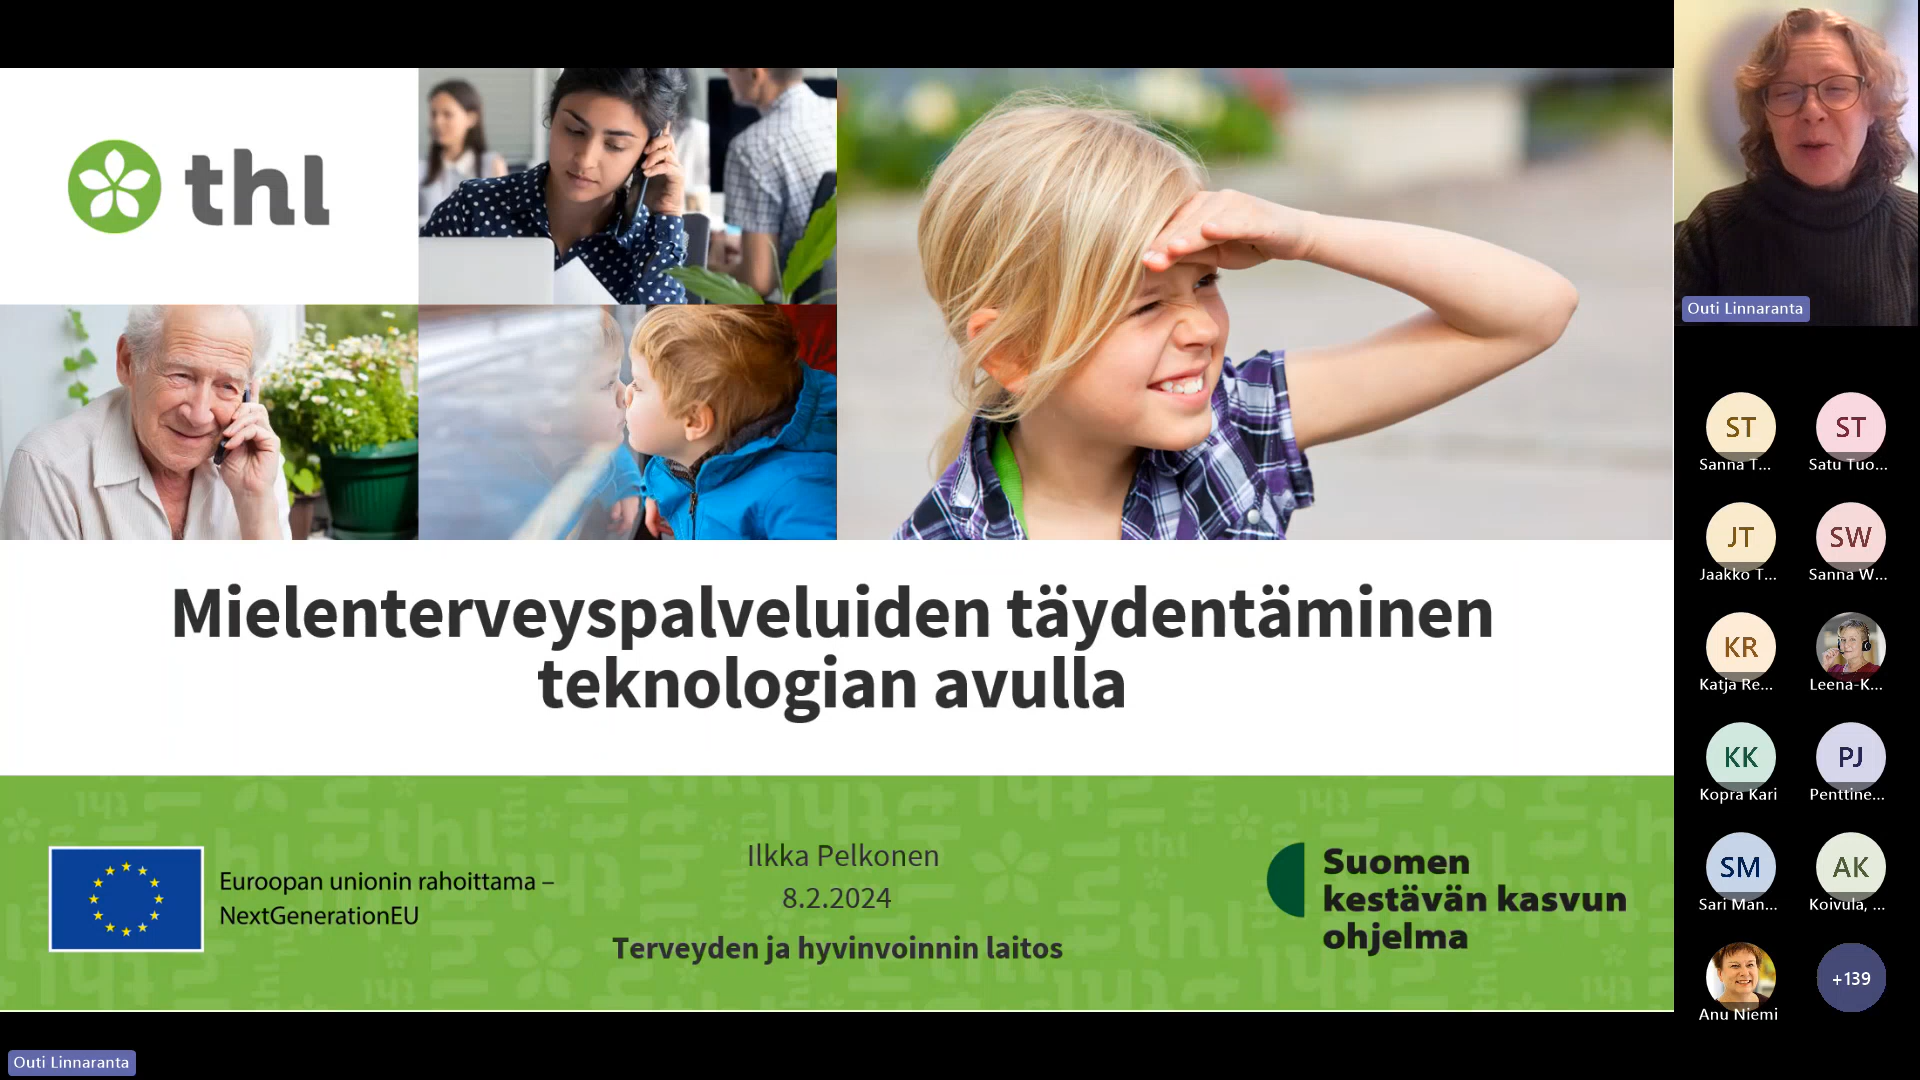 thl
Mielenterveyspalveluiden täydentäminen
teknologian avulla
Euroopan unionin rahoittama –
NextGenerationEU
Ilkka Pelkonen
8.2.2024
Terveyden ja hyvinvoinnin laitos
Suomen
kestävän kasvun
ohjelma
Outi Linnaranta
Outi Linnaranta
ST
Sanna T...
ST
Satu Tuo...
JT
Jaakko T...
SW
Sanna W...
KR
Katja Re...
Leena-K...
KK
Kopra Kari
PJ
Penttine...
SM
Sari Man...
AK
Koivula, ...
Anu Niemi
+139